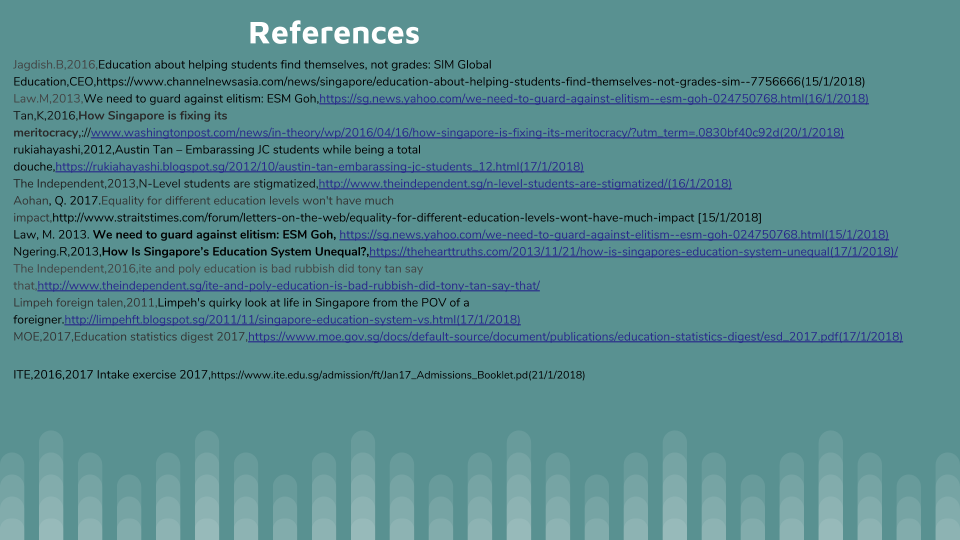 References
Jagdish.B,2016,Education about helping students find themselves, not grades: SIM Global
Education,CEO,https://www.channelnewsasia.com/news/singapore/education-about-helping-students-find-themselves-not-grades-sim--7756666(15/1/2018)
Law.M,2013,We need to guard against elitism: ESM Goh,https://sg.news.yahoo.com/we-need-to-guard-against-elitism--esm-goh-024750768.html(16/1/2018)
Tan,K,2016,How Singapore is fixing its
meritocracy,://www.washingtonpost.com/news/in-theory/wp/2016/04/16/how-singapore-is-fixing-its-meritocracy/?utm_term=.0830bf40c92d(20/1/2018)
rukiahayashi,2012,Austin Tan – Embarassing JC students while being a total
douche,https://rukiahayashi.blogspot.sg/2012/10/austin-tan-embarassing-jc-students_12.html(17/1/2018)
The Independent,2013,N-Level students are stigmatized,http://www.theindependent.sg/n-level-students-are-stigmatized/(16/1/2018)
Aohan, Q. 2017.Equality for different education levels won't have much
impact,http://www.straitstimes.com/forum/letters-on-the-web/equality-for-different-education-levels-wont-have-much-impact [15/1/2018]
Law, M. 2013. We need to guard against elitism: ESM Goh, https://sg.news.yahoo.com/we-need-to-guard-against-elitism--esm-goh-024750768.html(15/1/2018)
Ngerng.R,2013,How Is Singapore's Education System Unequal?,https://thehearttruths.com/2013/11/21/how-is-singapores-education-system-unequal(17/1/2018)/
The Independent,2016,ite and poly education is bad rubbish did tony tan say
that,http://www.theindependent.sg/ite-and-poly-education-is-bad-rubbish-did-tony-tan-say-that/
Limpeh foreign talen,2011,Limpeh's quirky look at life in Singapore from the POV of a
foreigner.http://limpehft.blogspot.sg/2011/11/singapore-education-system-vs.html(17/1/2018)
MOE,2017,Education statistics digest 2017,https://www.moe.gov.sg/docs/default-source/document/publications/education-statistics-digest/esd_2017.pdf(17/1/2018)
ITE,2016,2017 Intake exercise 2017,https://www.ite.edu.sg/admission/ft/Jan17_Admissions_Booklet.pd(21/1/2018)